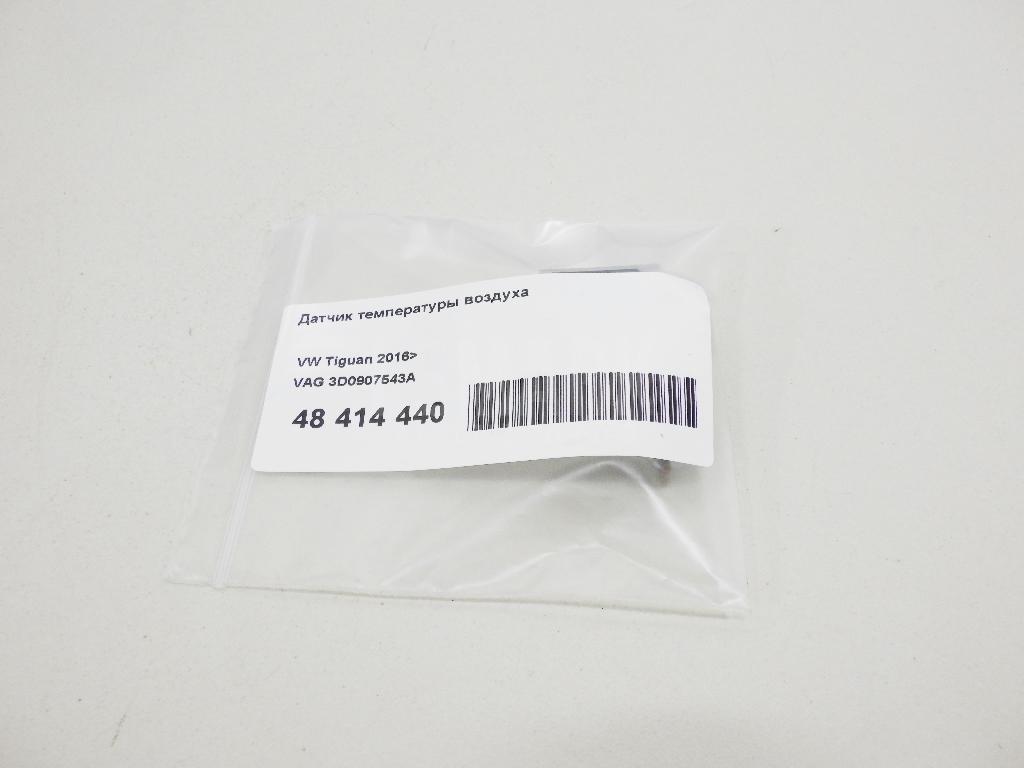 Датчик температуры воздуха
VW Tiguan 2016>
VAG 3D0907543A
48 414 440